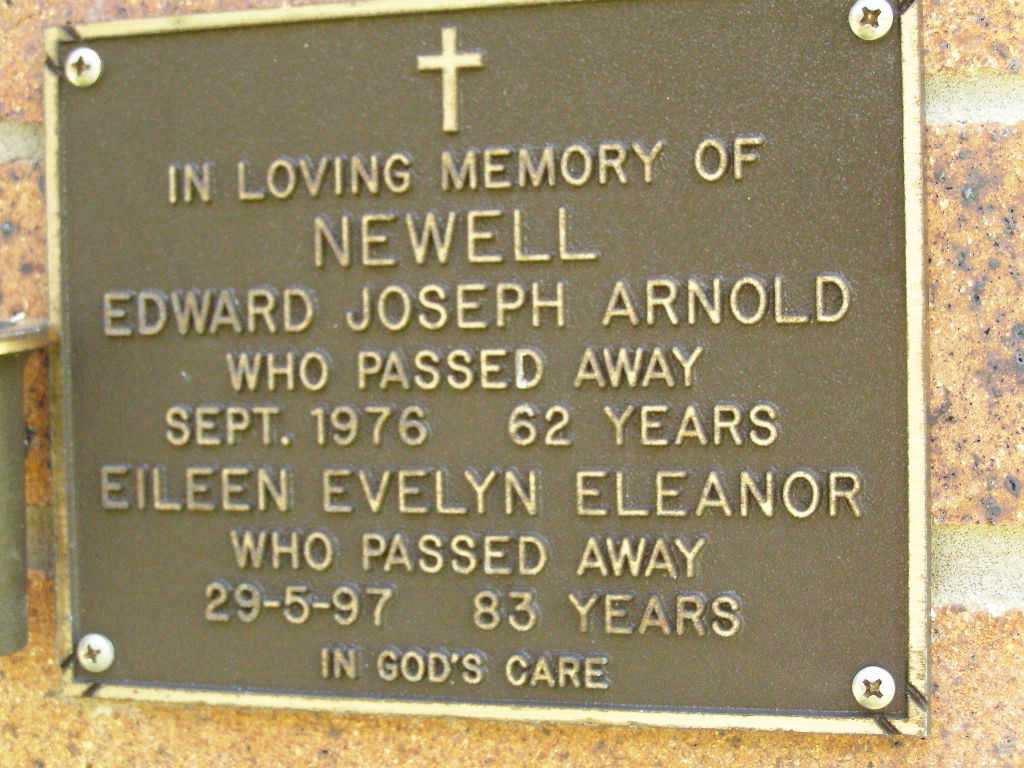 IN LOVING MEMORY OF
NEWELL
EDWARD JOSEPH ARNOLD
WHO PASSED AWAY
SEPT. 1976 62 YEARS
EILEEN EVELYN ELEANOR
WHO PASSED AWAY
29-5-97 83 YEARS
IN GOD'S CARE